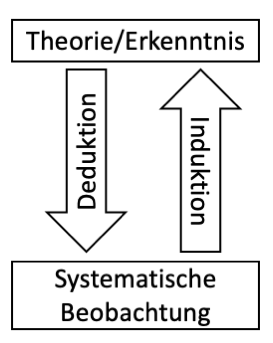 Theorie/Erkenntnis
Deduktion
Induktion
Systematische
Beobachtung